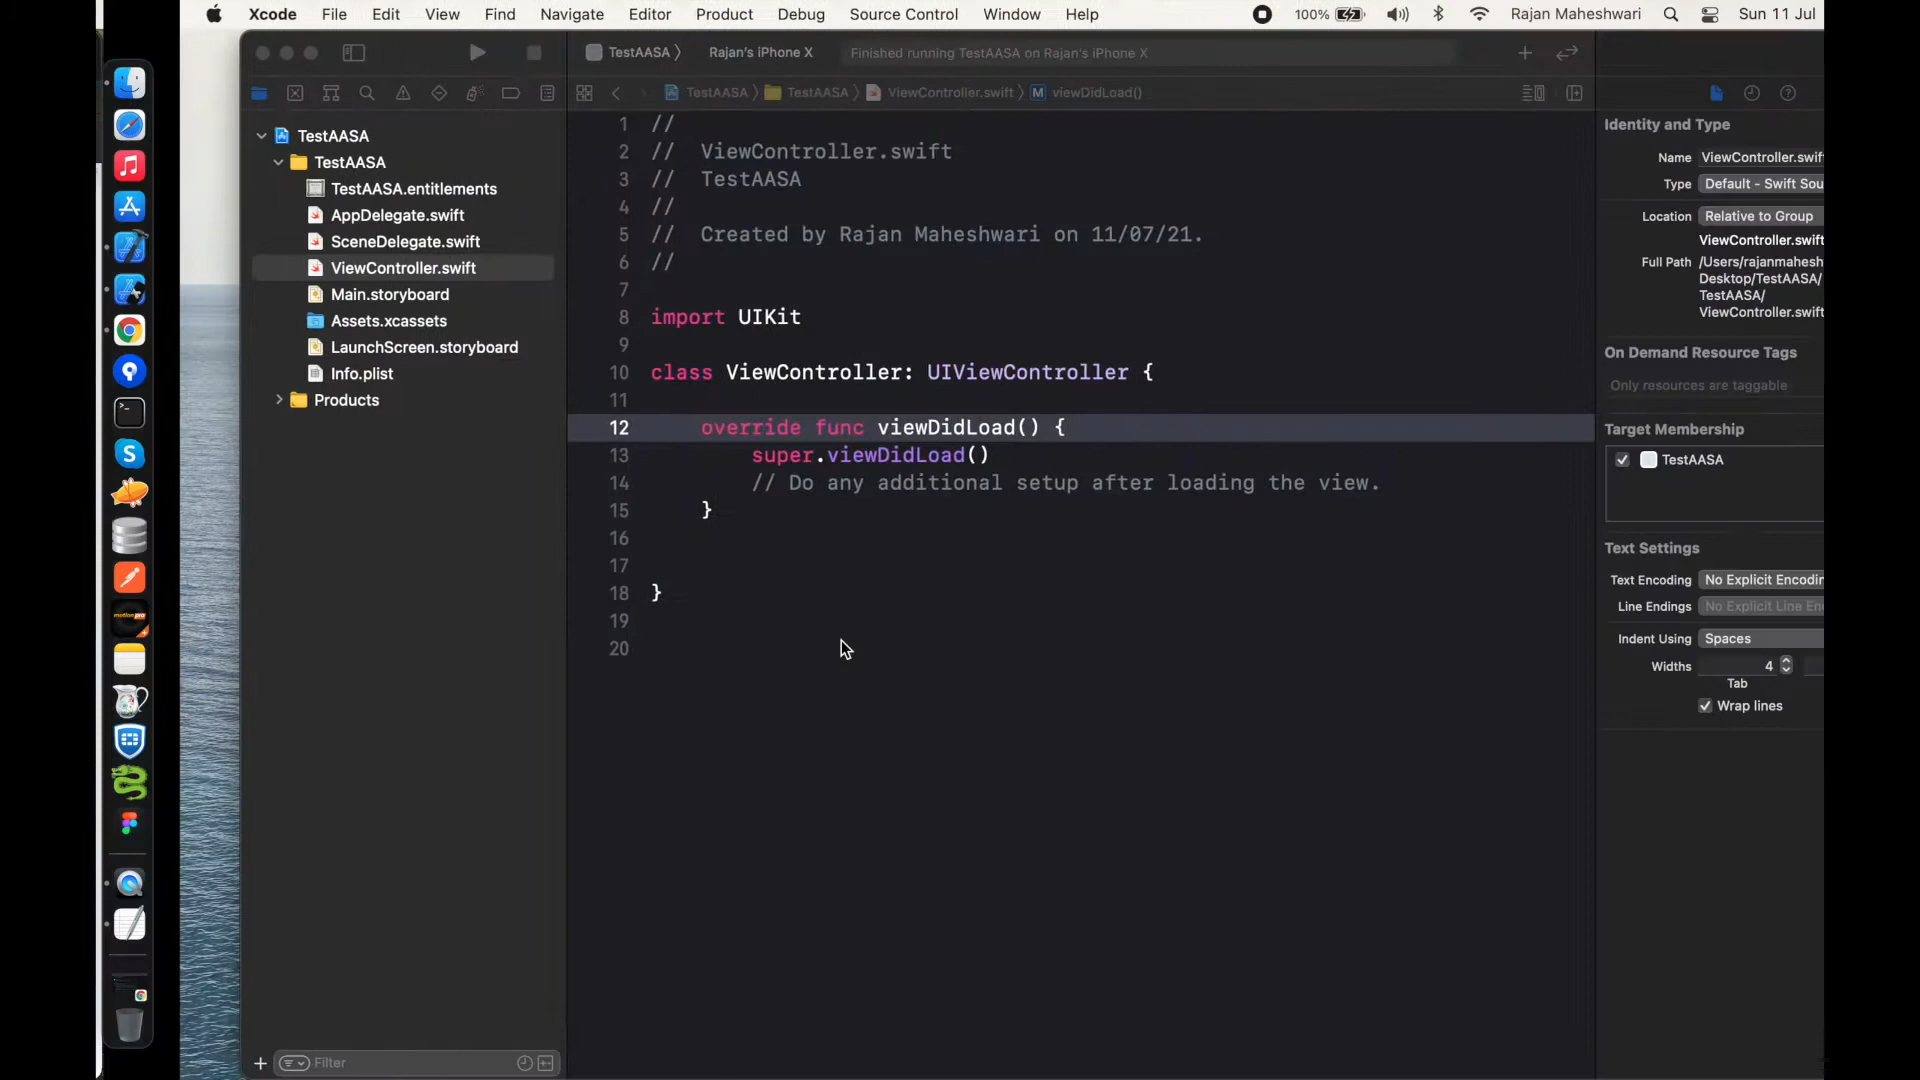 Xcode File Edit View Find Navigate Editor Product Debug Source Control Window Help 100% Rajan Maheshwari Sun 11 Jul
TestAASA Rajan's iPhone X Finished running TestAASA on Rajan's iPhone X
TestAASA TestAASA ViewController.swift M viewDidLoad()
TestAASA
TestAASA
TestAASA.entitlements
AppDelegate.swift
SceneDelegate.swift
ViewController.swift
Main.storyboard
Assets.xcassets
LaunchScreen.storyboard
Info.plist
Products
Filter
1 //
2 // ViewController.swift
3 // TestAASA
4 //
5 // Created by Rajan Maheshwari on 11/07/21.
6 //
7
8 import UIKit
9
10 class ViewController: UIViewController {
11
12 override func viewDidLoad() {
13 super.viewDidLoad()
14 // Do any additional setup after loading the view.
15 }
16
17
18 }
19
20
Identity and Type
Name ViewController.swif
Type Default - Swift Sou
Location Relative to Group
ViewController.swift
Full Path /Users/rajanmahesh
Desktop/TestAASA/
TestAASA/
ViewController.swift
On Demand Resource Tags
Only resources are taggable
Target Membership
TestAASA
Text Settings
Text Encoding No Explicit Encodin
Line Endings No Explicit Line En
Indent Using Spaces
Widths 4
Tab
Wrap lines